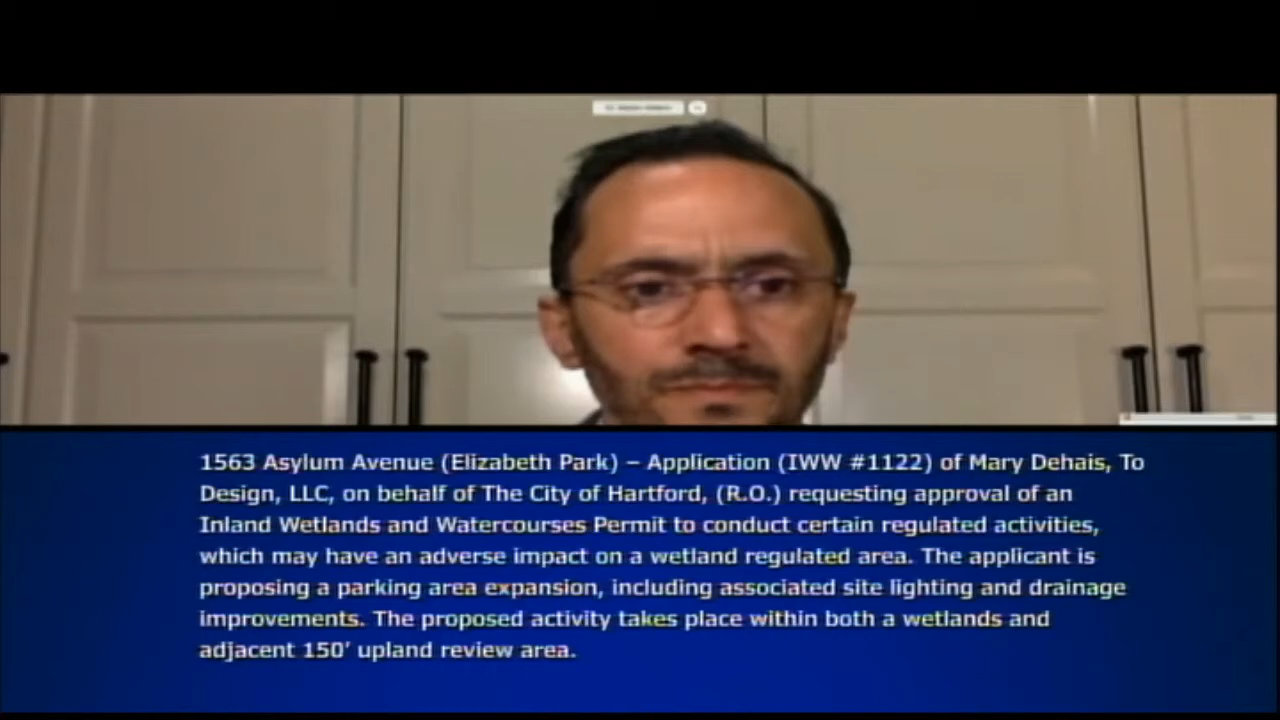 1563 Asylum Avenue (Elizabeth Park) – Application (IWW #1122) of Mary Dehais, To
Design, LLC, on behalf of The City of Hartford, (R.O.) requesting approval of an
Inland Wetlands and Watercourses Permit to conduct certain regulated activities,
which may have an adverse impact on a wetland regulated area. The applicant is
proposing a parking area expansion, including associated site lighting and drainage
improvements. The proposed activity takes place within both a wetlands and
adjacent 150’ upland review area.